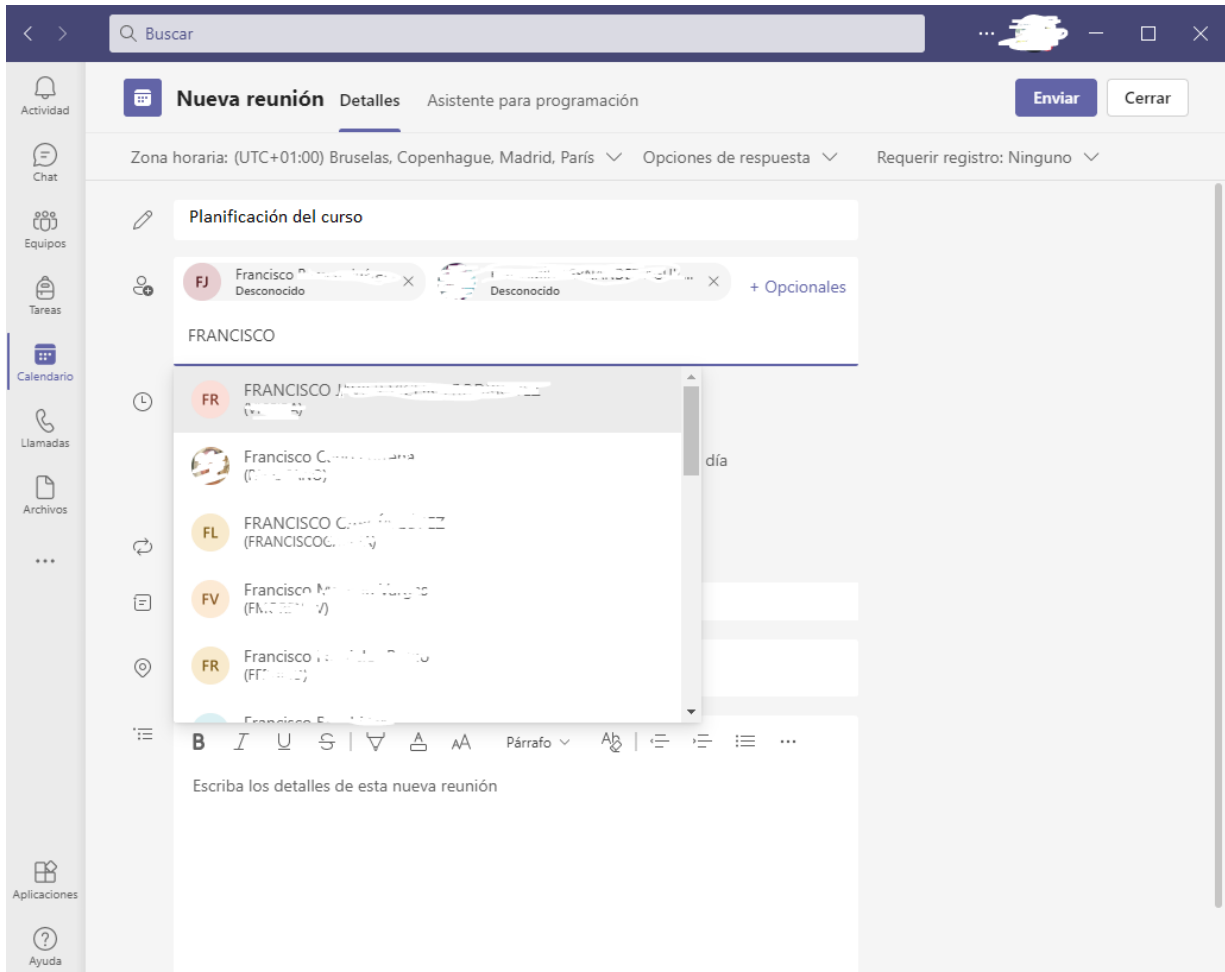 Buscar
Actividad
Chat
Equipos
Tareas
Calendario
Llamadas
Archivos
Aplicaciones
Ayuda
Nueva reunión Detalles Asistente para programación Enviar Cerrar
Zona horaria: (UTC+01:00) Bruselas, Copenhague, Madrid, París Opciones de respuesta Requerir registro: Ninguno
Planificación del curso
FJ Francisco
Desconocido
Desconocido
+ Opcionales
FRANCISCO
FR FRANCISCO
Francisco
FL FRANCISCO
FV Francisco
FR Francisco
Francisco
día
B I U S A AA Párrafo Ab ...
Escriba los detalles de esta nueva reunión